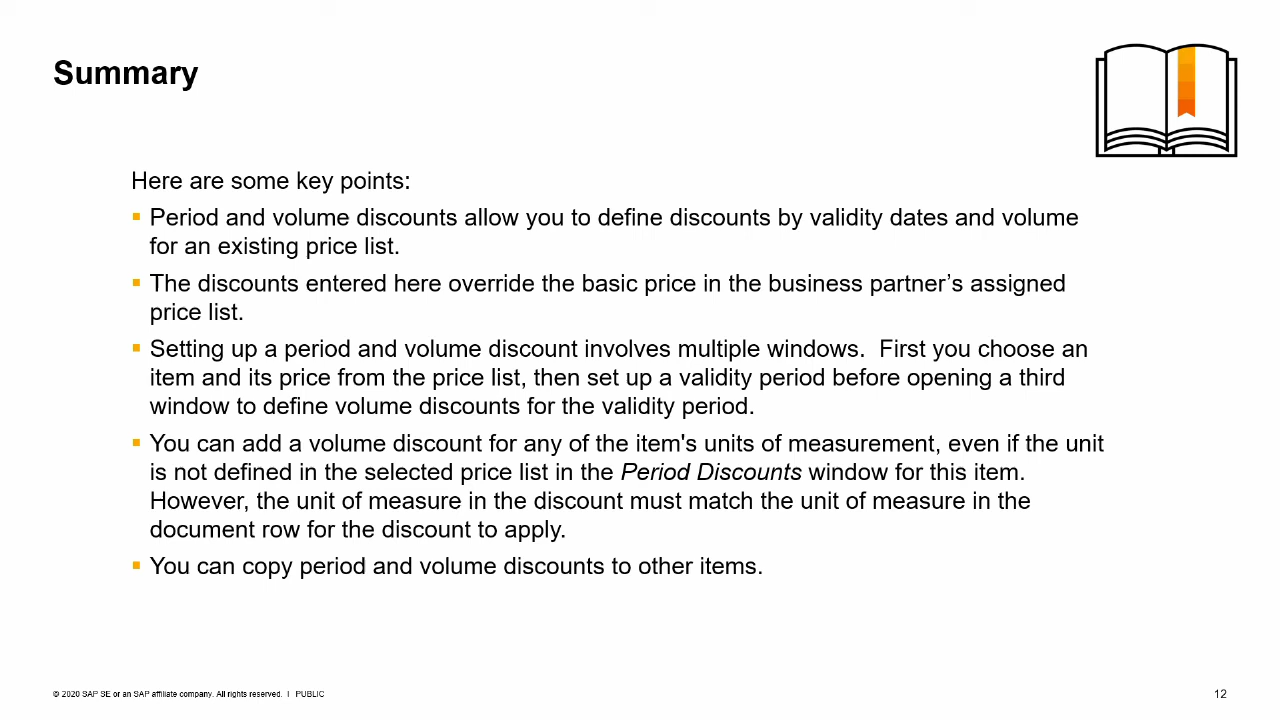 Summary
Here are some key points:
▪ Period and volume discounts allow you to define discounts by validity dates and volume
for an existing price list.
▪ The discounts entered here override the basic price in the business partner’s assigned
price list.
▪ Setting up a period and volume discount involves multiple windows.  First you choose an
item and its price from the price list, then set up a validity period before opening a third
window to define volume discounts for the validity period.
▪ You can add a volume discount for any of the item's units of measurement, even if the unit
is not defined in the selected price list in the Period Discounts window for this item.
However, the unit of measure in the discount must match the unit of measure in the
document row for the discount to apply.
▪ You can copy period and volume discounts to other items.
© 2020 SAP SE or an SAP affiliate company. All rights reserved. I PUBLIC
12